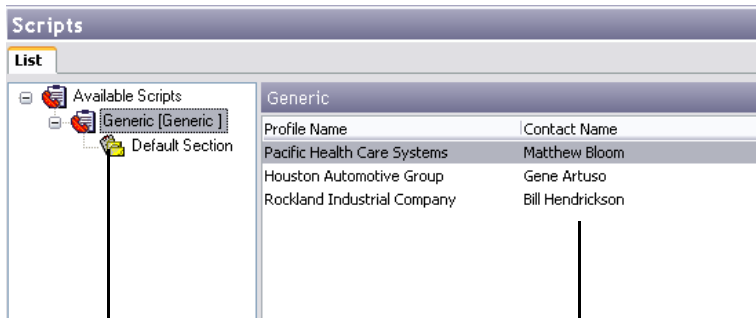 Scripts
List
Available Scripts
Generic [Generic ]
Default Section
Generic
Profile Name Contact Name
Pacific Health Care Systems Matthew Bloom
Houston Automotive Group Gene Artuso
Rockland Industrial Company Bill Hendrickson